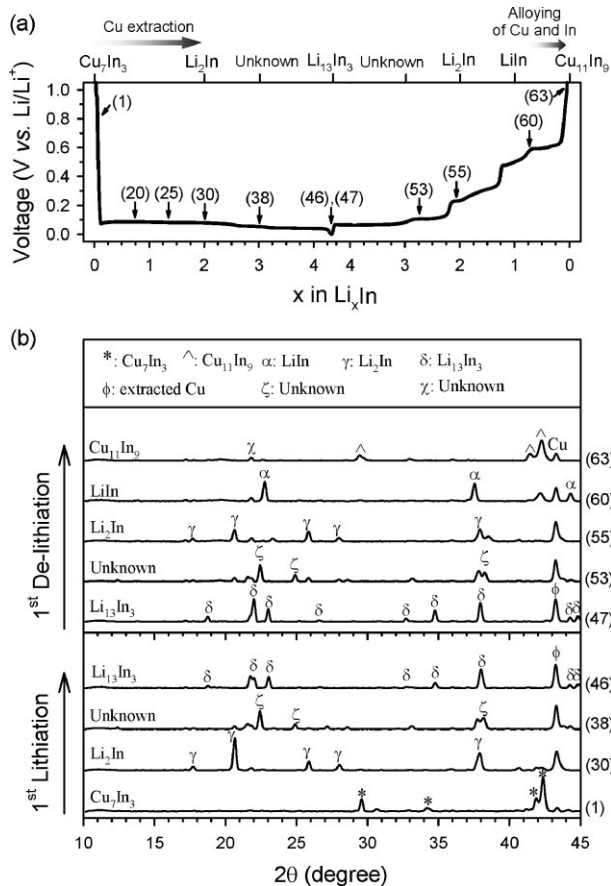 (a)
Cu extraction
Alloying
of Cu and In
Cu₇In₃ Li₂In Unknown Li₁₃In₃ Unknown Li₂In LiIn Cu₁₁In₉
Voltage (V vs. Li/Li⁺)
1.0
0.8
0.6
0.4
0.2
0.0
(1)
(20) (25) (30) (38) (46),(47) (53) (55) (60) (63)
0 1 2 3 4 4 3 2 1 0
x in LiₓIn
(b)
*: Cu₇In₃ ^: Cu₁₁In₉ α: LiIn γ: Li₂In δ: Li₁₃In₃
ϕ: extracted Cu ζ: Unknown χ: Unknown
1ˢᵗ De-lithiation
Cu₁₁In₉ χ ^ ^ ^ Cu (63)
LiIn α α α (60)
Li₂In γ γ γ γ γ (55)
Unknown ζ ζ ζ (53)
Li₁₃In₃ δ δ δ δ δ δ δ ϕ δ δ (47)
1ˢᵗ Lithiation
Li₁₃In₃ δ δ δ δ δ δ ϕ δ δ (46)
Unknown ζ ζ ζ (38)
Li₂In γ γ γ γ γ (30)
Cu₇In₃ * * * * (1)
10 15 20 25 30 35 40 45
2θ (degree)